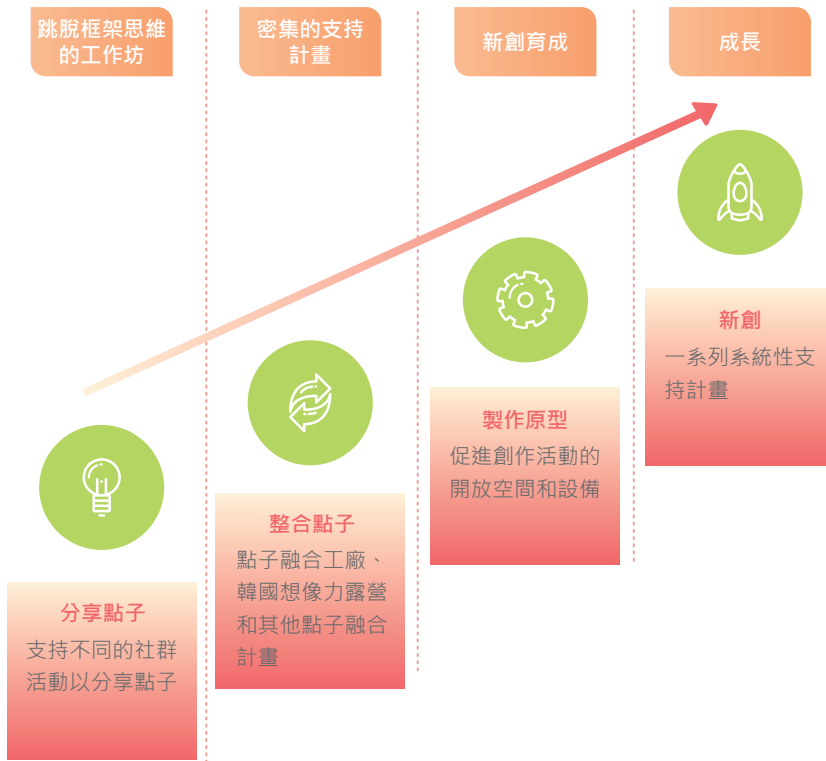 跳脫框架思維
的工作坊
密集的支持
計畫
新創育成
成長
分享點子
支持不同的社群
活動以分享點子
整合點子
點子融合工廠、
韓國想像力露營
和其他點子融合
計畫
製作原型
促進創作活動的
開放空間和設備
新創
一系列系統性支
持計畫